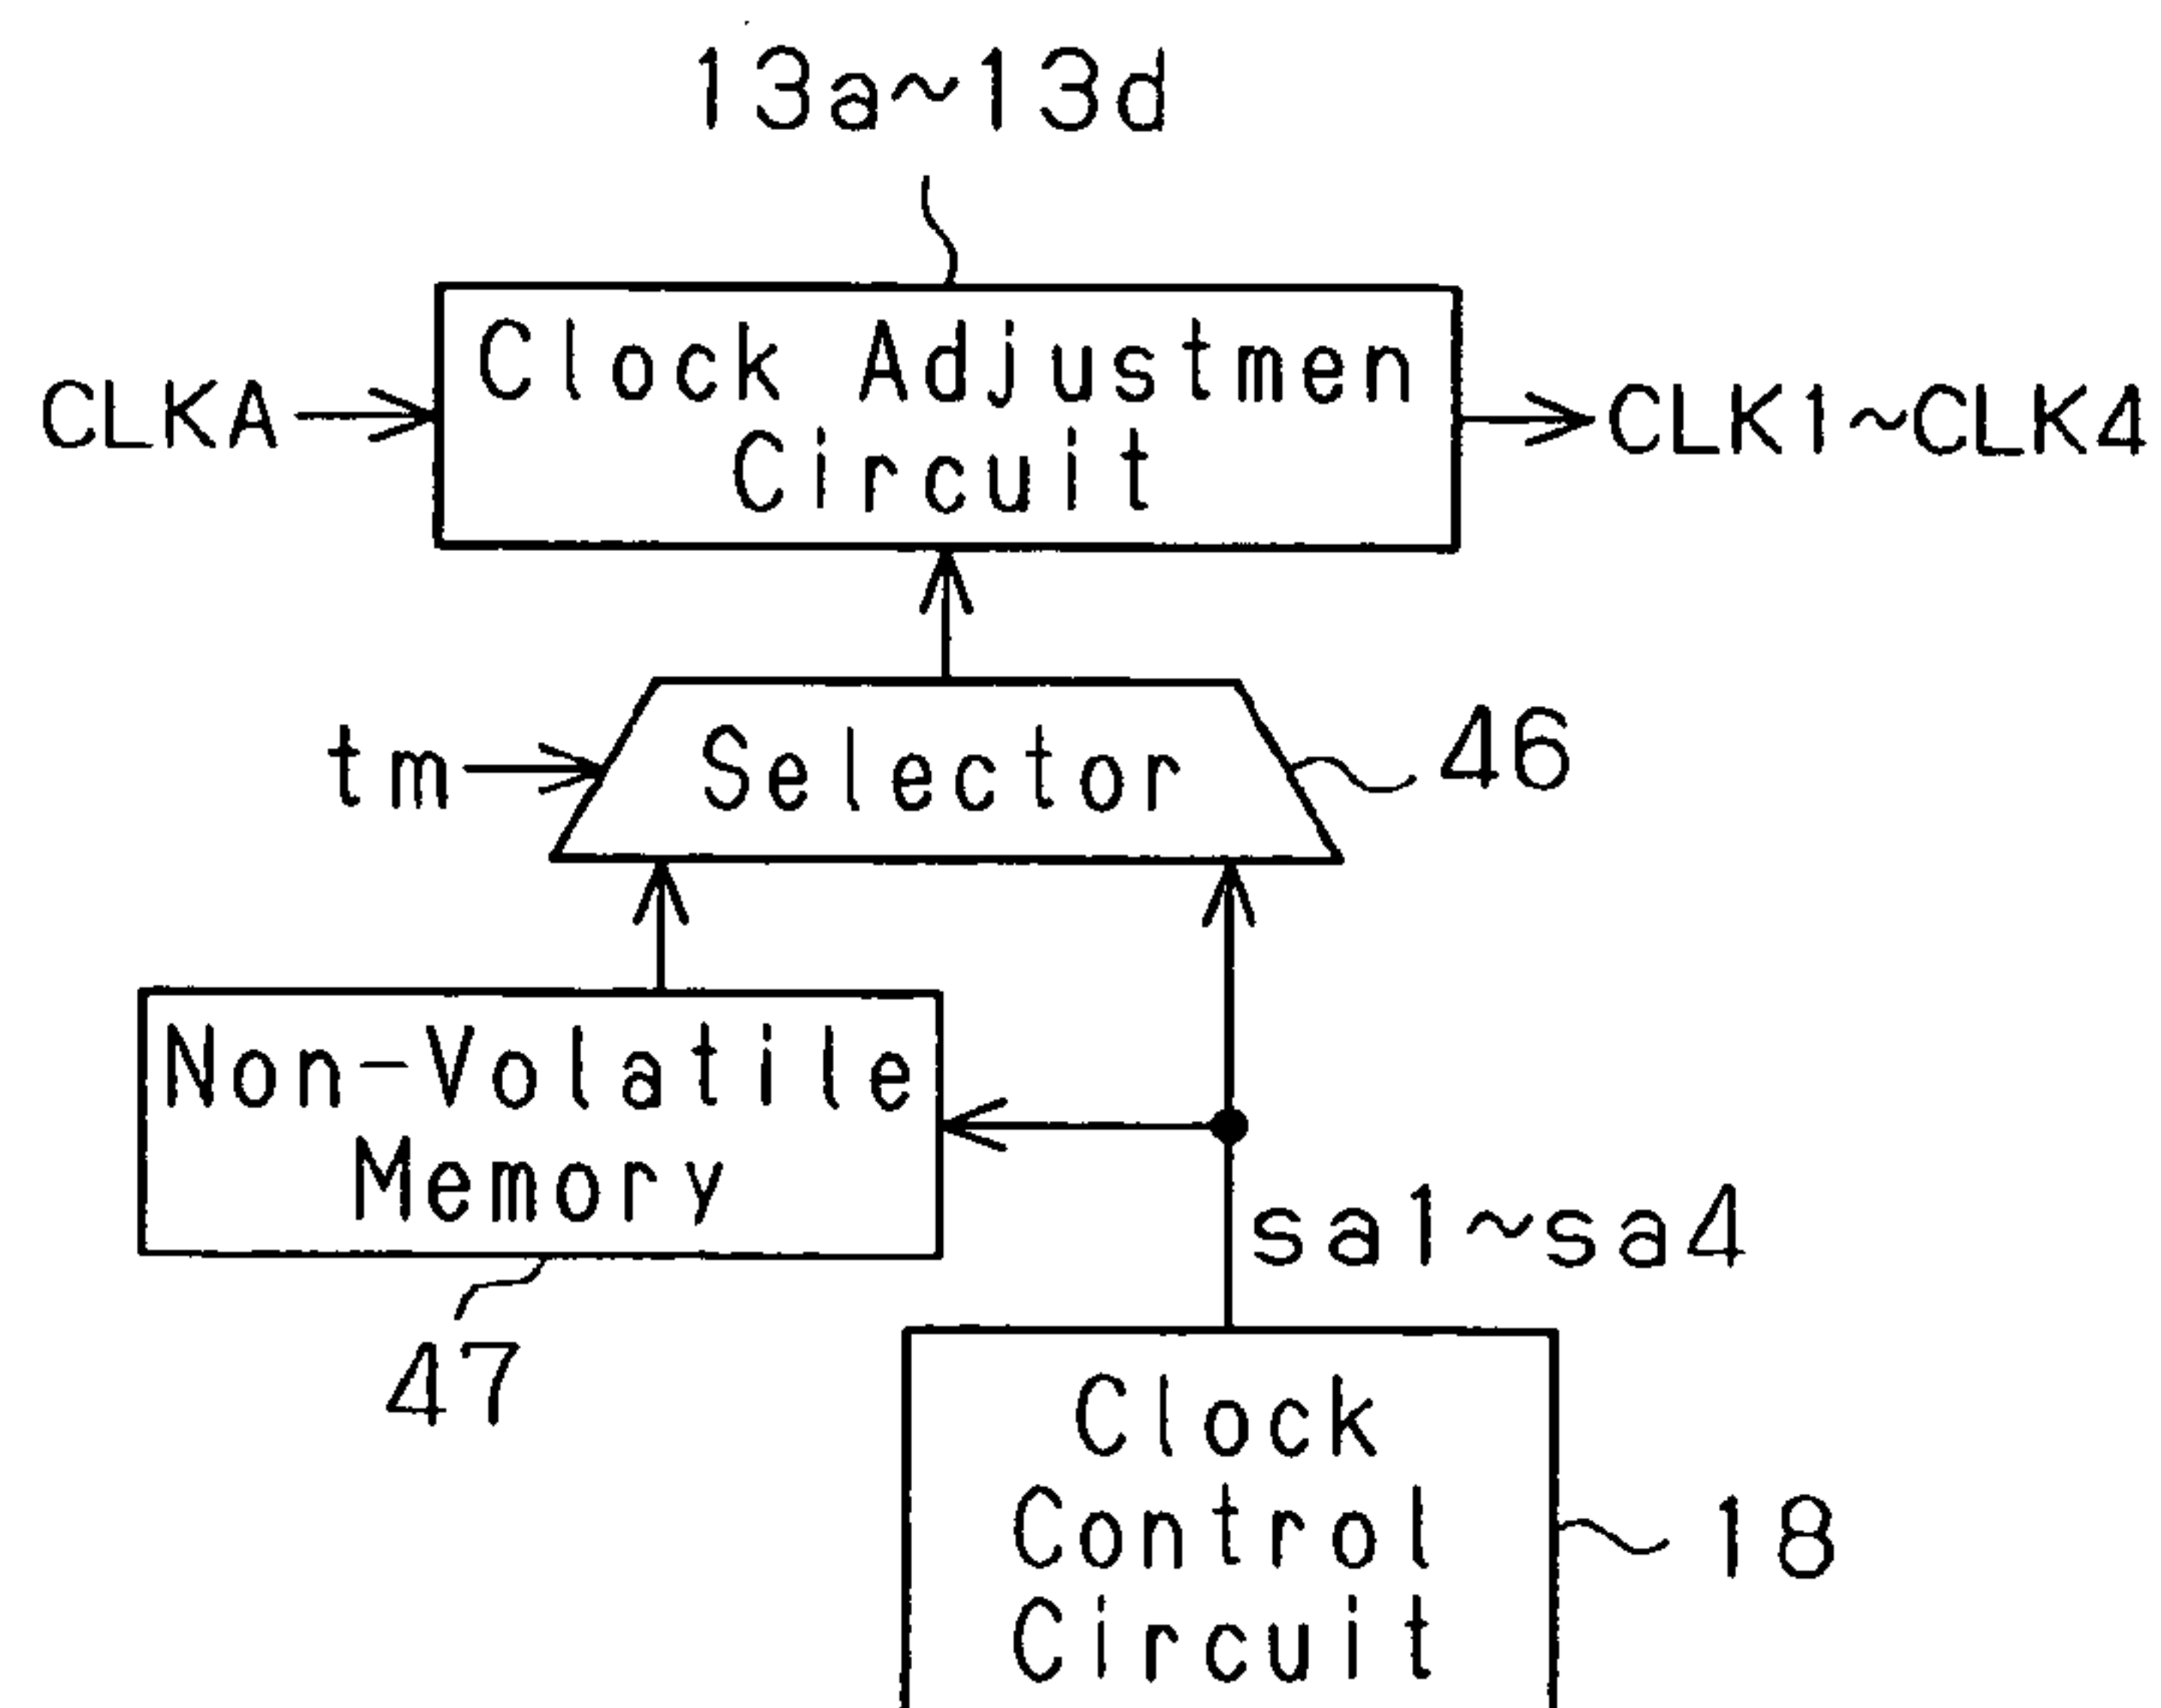 13a~13d
Clock Adjustmen
Circuit
CLKA
CLK1~CLK4
tm
Selector
46
Non-Volatile
Memory
sa1~sa4
47
Clock
Control
Circuit
18